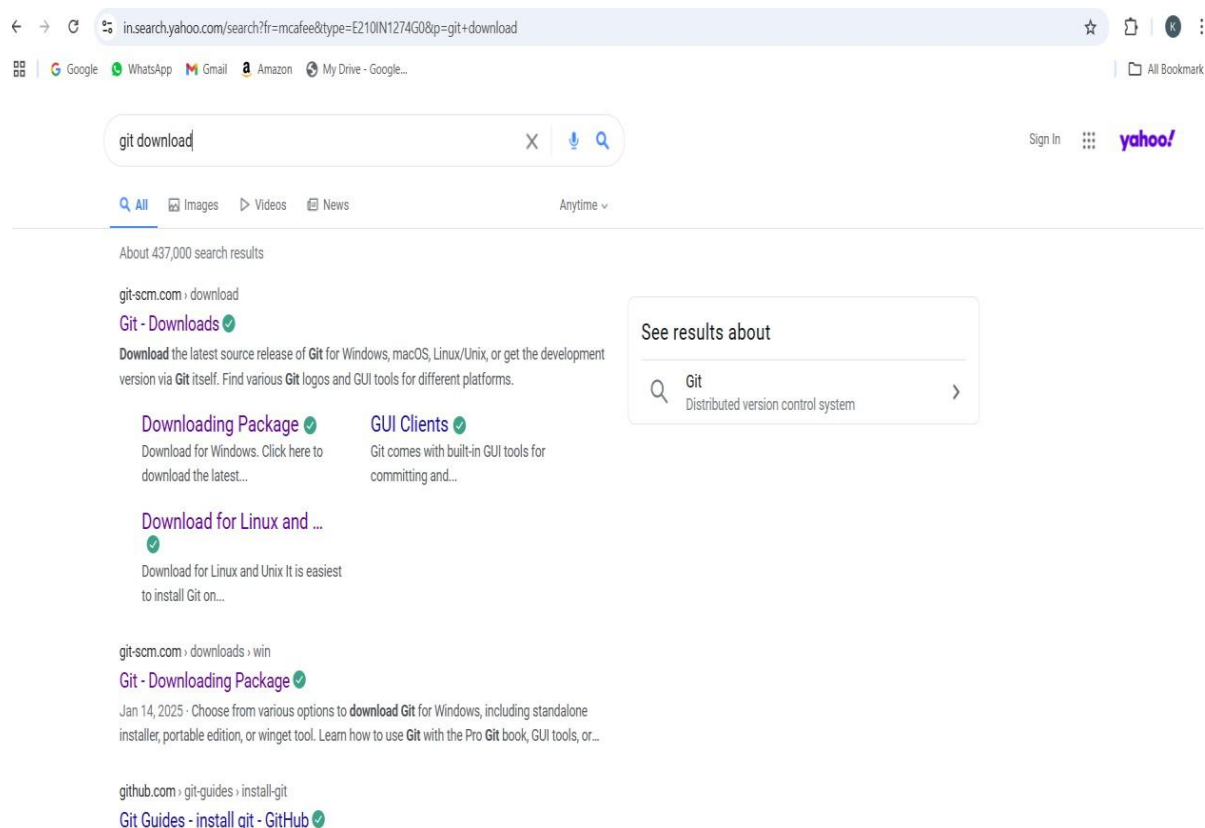 in.search.yahoo.com/search?fr=mcafee&type=E210IN1274G0&p=git+download
K
Google WhatsApp Gmail Amazon My Drive - Google... All Bookmark
git download
Sign In yahoo!
All Images Videos News Anytime
About 437,000 search results
git-scm.com › download
Git - Downloads
Download the latest source release of Git for Windows, macOS, Linux/Unix, or get the development
version via Git itself. Find various Git logos and GUI tools for different platforms.
Downloading Package
Download for Windows. Click here to
download the latest...
GUI Clients
Git comes with built-in GUI tools for
committing and...
Download for Linux and ...
Download for Linux and Unix It is easiest
to install Git on...
git-scm.com › downloads › win
Git - Downloading Package
Jan 14, 2025 · Choose from various options to download Git for Windows, including standalone
installer, portable edition, or winget tool. Learn how to use Git with the Pro Git book, GUI tools, or...
github.com › git-guides › install-git
Git Guides - install git - GitHub
See results about
Git
Distributed version control system